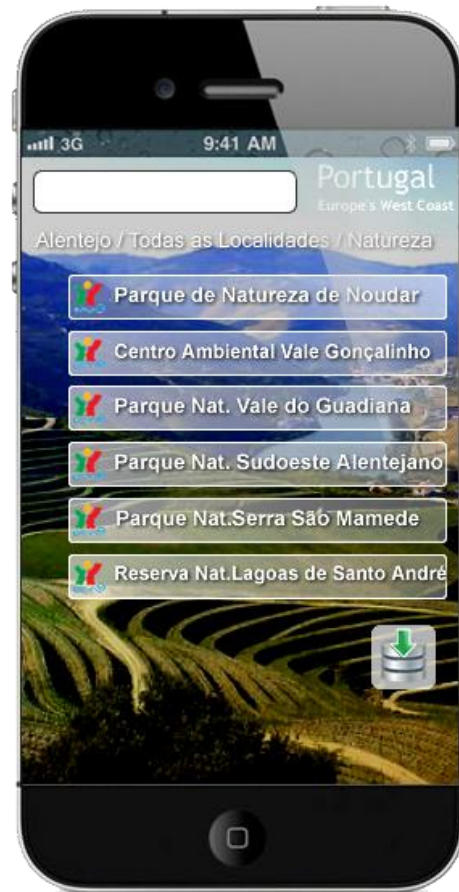 3G 9:41 AM
Portugal
Europe's West Coast
Alentejo / Todas as Localidades / Natureza
Parque de Natureza de Noudar
Centro Ambiental Vale Gonçalinho
Parque Nat. Vale do Guadiana
Parque Nat. Sudoeste Alentejano
Parque Nat.Serra São Mamede
Reserva Nat.Lagoas de Santo André